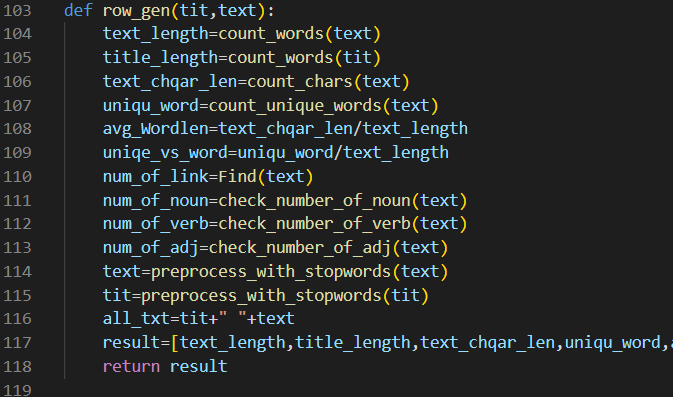 103 def row_gen(tit,text):
104 text_length=count_words(text)
105 title_length=count_words(tit)
106 text_chqar_len=count_chars(text)
107 uniqu_word=count_unique_words(text)
108 avg_Wordlen=text_chqar_len/text_length
109 uniqe_vs_word=uniqu_word/text_length
110 num_of_link=Find(text)
111 num_of_noun=check_number_of_noun(text)
112 num_of_verb=check_number_of_verb(text)
113 num_of_adj=check_number_of_adj(text)
114 text=preprocess_with_stopwords(text)
115 tit=preprocess_with_stopwords(tit)
116 all_txt=tit+" "+text
117 result=[text_length,title_length,text_chqar_len,uniqu_word,
118 return result
119